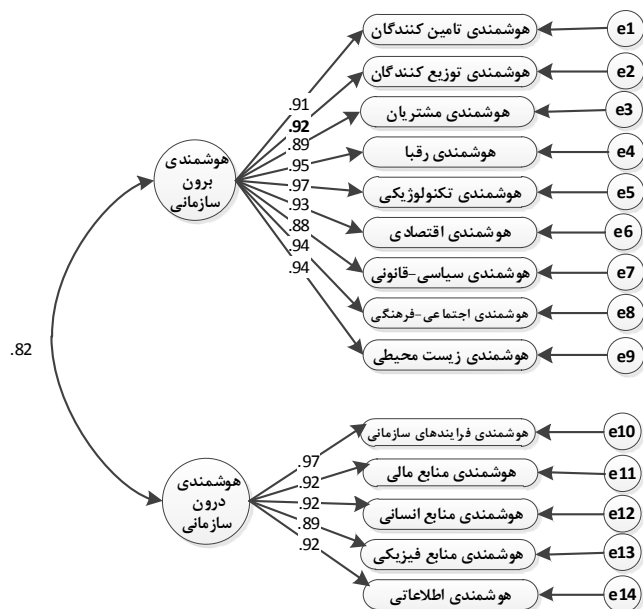 هوشمندی تامین کنندگان
e1
هوشمندی توزیع کنندگان
e2
هوشمندی مشتریان
e3
هوشمندی رقبا
e4
هوشمندی تکنولوژیکی
e5
هوشمندی اقتصادی
e6
هوشمندی سیاسی-قانونی
e7
هوشمندی اجتماعی-فرهنگی
e8
هوشمندی زیست محیطی
e9
.91
.92
.89
.95
.97
.93
.88
.94
.94
هوشمندی
برون
سازمانی
.82
هوشمندی
درون
سازمانی
.97
.92
.92
.89
.92
هوشمندی فرایندهای سازمانی
e10
هوشمندی منابع مالی
e11
هوشمندی منابع انسانی
e12
هوشمندی منابع فیزیکی
e13
هوشمندی اطلاعاتی
e14